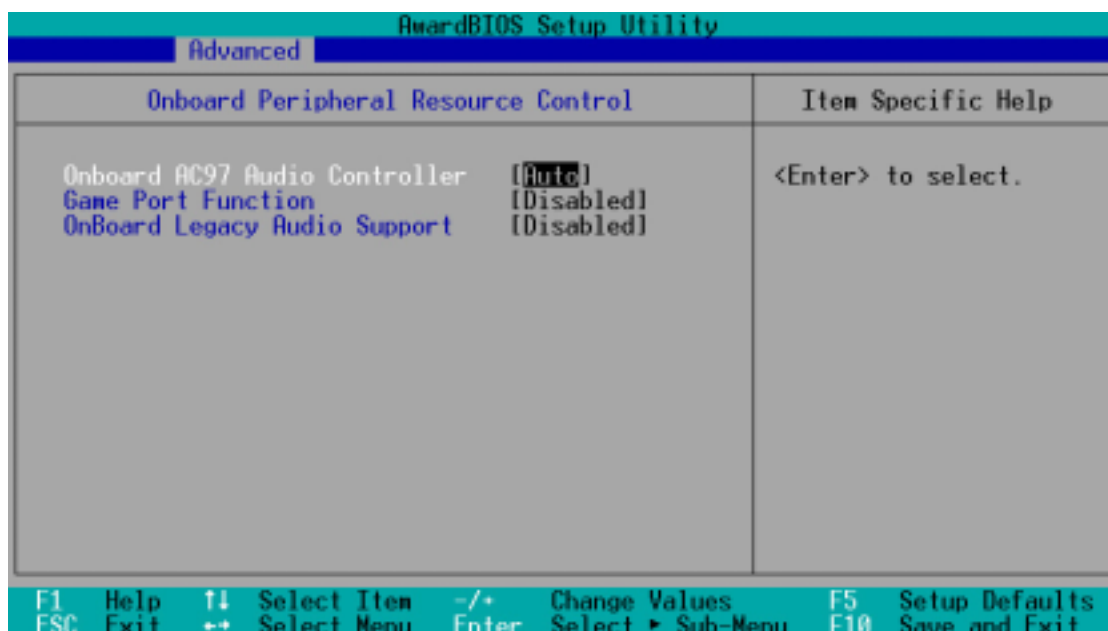 AwardBIOS Setup Utility
Advanced
Onboard Peripheral Resource Control
Item Specific Help
Onboard AC97 Audio Controller [Auto]
Game Port Function [Disabled]
OnBoard Legacy Audio Support [Disabled]
<Enter> to select.
F1 Help ↑↓ Select Item -/+ Change Values F5 Setup Defaults
ESC Exit ←→ Select Menu Enter Select ► Sub-Menu F10 Save and Exit